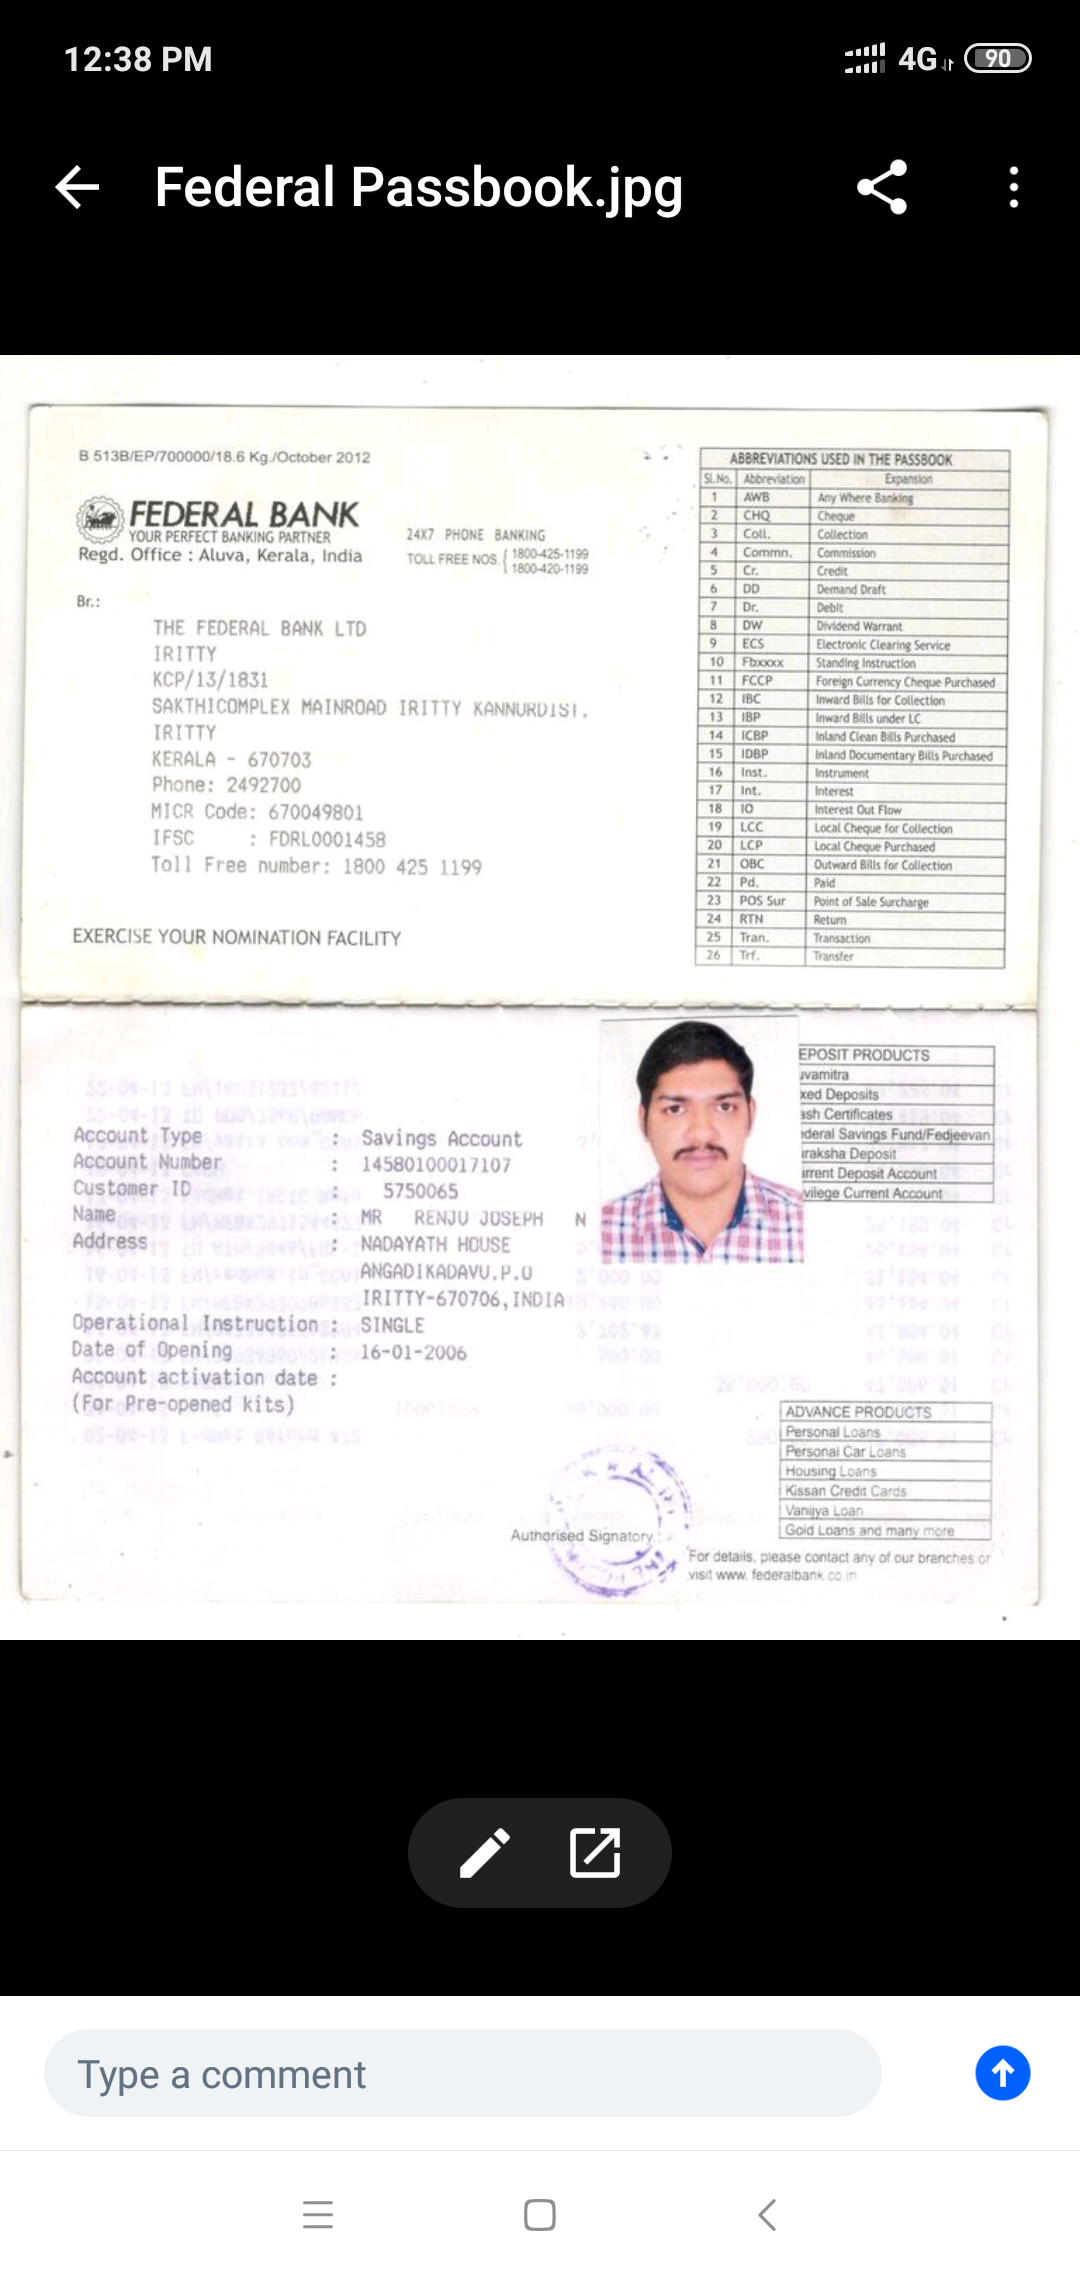 12:38 PM
4G
90
Federal Passbook.jpg
B 513B/EP/700000/18.6 Kg./October 2012
FEDERAL BANK
YOUR PERFECT BANKING PARTNER
Regd. Office : Aluva, Kerala, India
24X7 PHONE BANKING
TOLL FREE NOS. { 1800-425-1199
1800-420-1199
Br.:
THE FEDERAL BANK LTD
IRITTY
KCP/13/1831
SAKTHICOMPLEX MAINROAD IRITTY KANNURDIST.
IRITTY
KERALA - 670703
Phone: 2492700
MICR Code: 670049801
IFSC : FDRL0001458
Toll Free number: 1800 425 1199
EXERCISE YOUR NOMINATION FACILITY
ABBREVIATIONS USED IN THE PASSBOOK
Sl.No. Abbreviation Expansion
1 AWB Any Where Banking
2 CHQ Cheque
3 Coll. Collection
4 Commn. Commission
5 Cr. Credit
6 DD Demand Draft
7 Dr. Debit
8 DW Dividend Warrant
9 ECS Electronic Clearing Service
10 Fbxxxx Standing Instruction
11 FCCP Foreign Currency Cheque Purchased
12 IBC Inward Bills for Collection
13 IBP Inward Bills under LC
14 ICBP Inland Clean Bills Purchased
15 IDBP Inland Documentary Bills Purchased
16 Inst. Instrument
17 Int. Interest
18 IO Interest Out Flow
19 LCC Local Cheque for Collection
20 LCP Local Cheque Purchased
21 OBC Outward Bills for Collection
22 Pd. Paid
23 POS Sur Point of Sale Surcharge
24 RTN Return
25 Tran. Transaction
26 Trf. Transfer
Account Type : Savings Account
Account Number : 14580100017107
Customer ID : 5750065
Name : MR RENJU JOSEPH N
Address : NADAYATH HOUSE
ANGADIKADAVU.P.O
IRITTY-670706,INDIA
Operational Instruction : SINGLE
Date of Opening : 16-01-2006
Account activation date :
(For Pre-opened kits)
EPOSIT PRODUCTS
uvamitra
xed Deposits
ash Certificates
ederal Savings Fund/Fedjeevan
uraksha Deposit
urrent Deposit Account
vilege Current Account
ADVANCE PRODUCTS
Personal Loans
Personal Car Loans
Housing Loans
Kissan Credit Cards
Vanijya Loan
Gold Loans and many more
Authorised Signatory
For details, please contact any of our branches or
visit www. federalbank.co.in
Type a comment